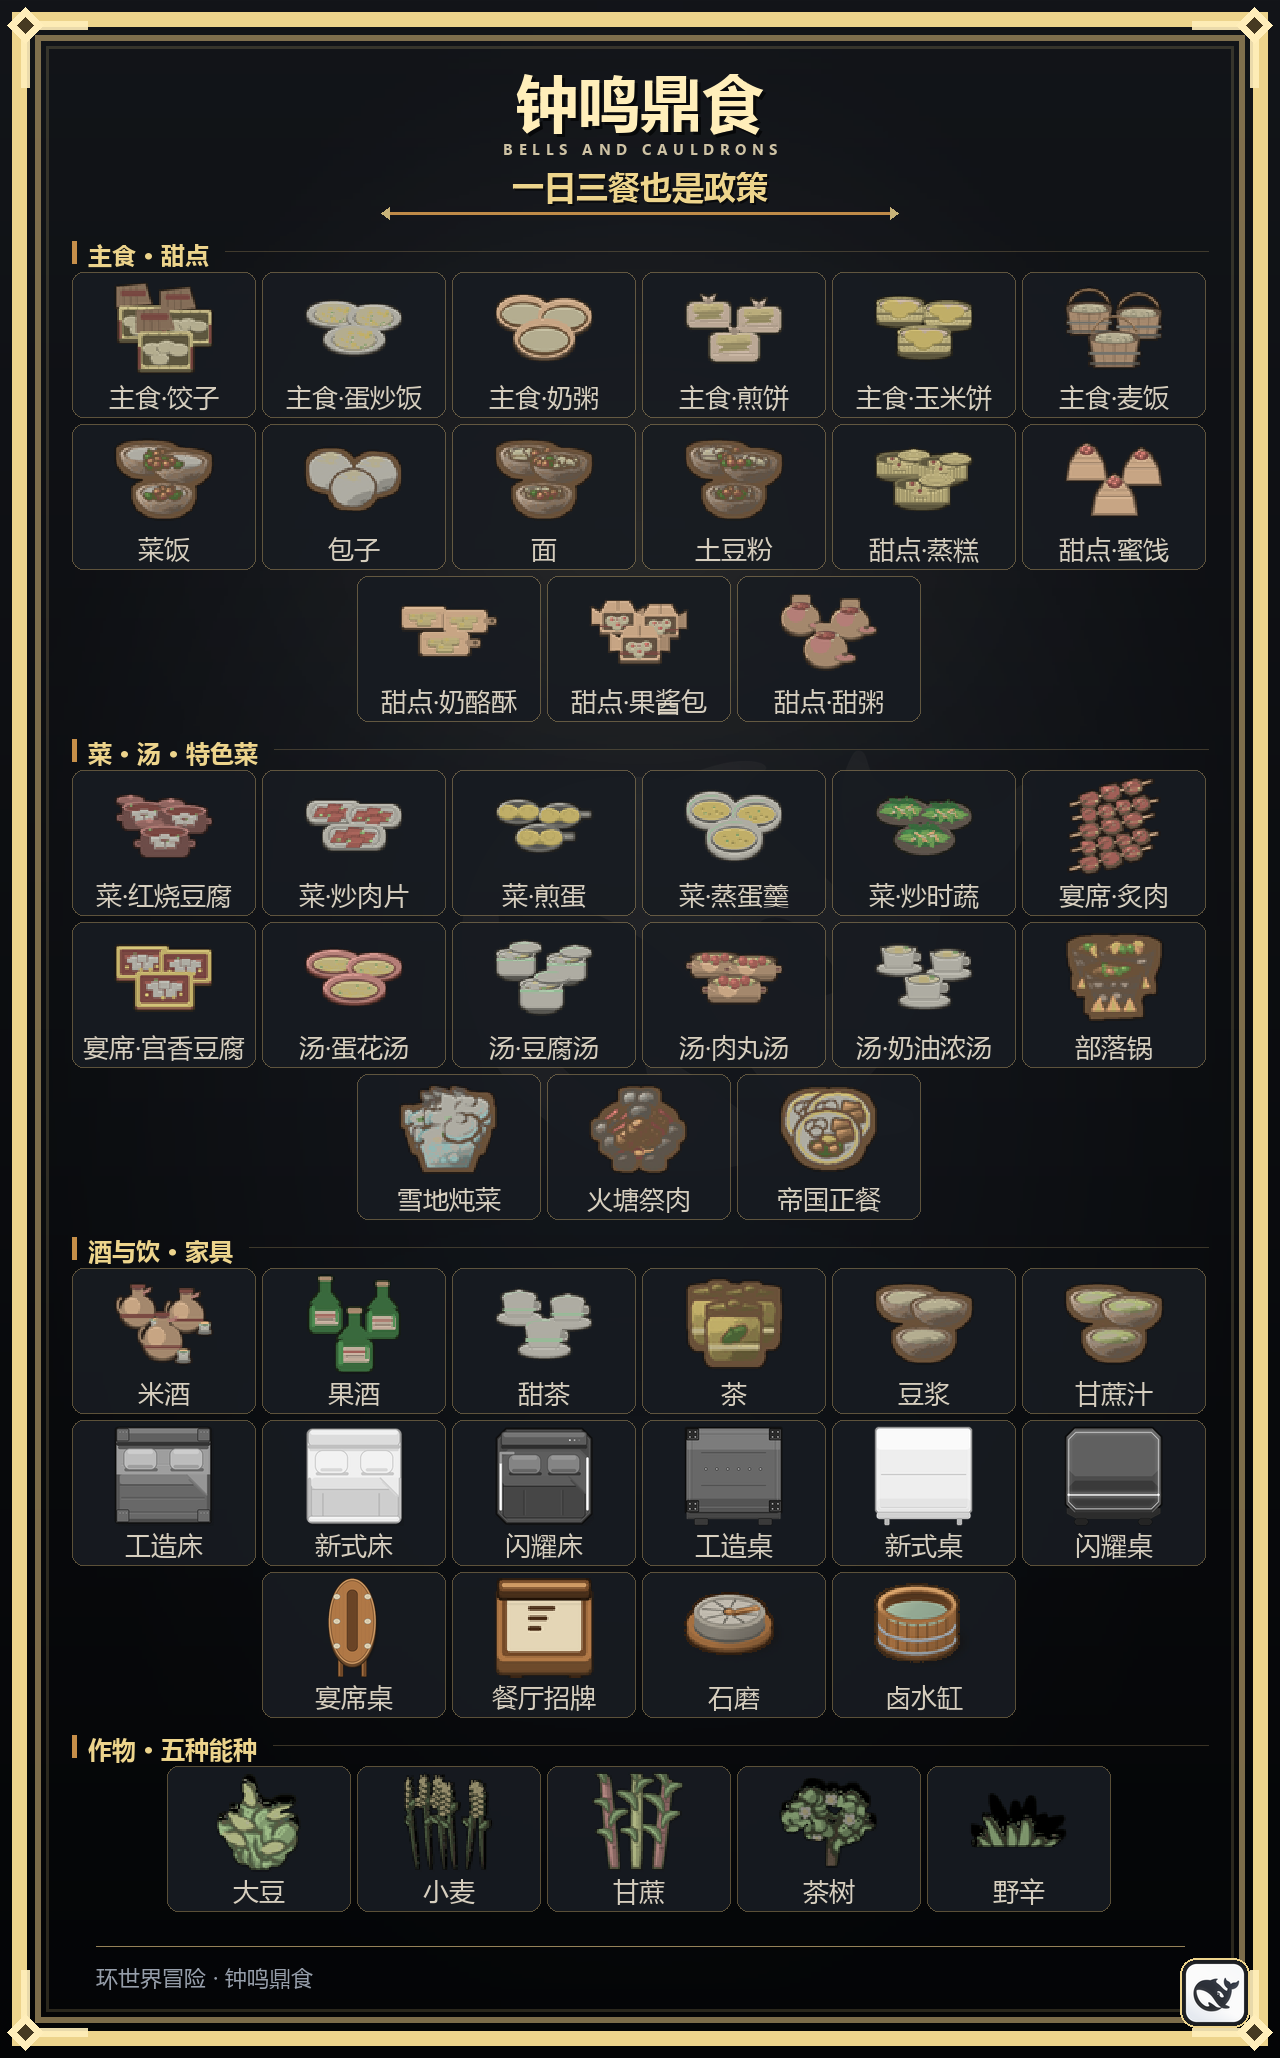 钟鸣鼎食
BELLS AND CAULDRONS
一日三餐也是政策
主食·甜点
主食·饺子 主食·蛋炒饭 主食·奶粥 主食·煎饼 主食·玉米饼 主食·麦饭
菜饭 包子 面 土豆粉 甜点·蒸糕 甜点·蜜饯
甜点·奶酪酥 甜点·果酱包 甜点·甜粥
菜·汤·特色菜
菜·红烧豆腐 菜·炒肉片 菜·煎蛋 菜·蒸蛋羹 菜·炒时蔬 宴席·炙肉
宴席·宫香豆腐 汤·蛋花汤 汤·豆腐汤 汤·肉丸汤 汤·奶油浓汤 部落锅
雪地炖菜 火塘祭肉 帝国正餐
酒与饮·家具
米酒 果酒 甜茶 茶 豆浆 甘蔗汁
工造床 新式床 闪耀床 工造桌 新式桌 闪耀桌
宴席桌 餐厅招牌 石磨 卤水缸
作物·五种能种
大豆 小麦 甘蔗 茶树 野辛
环世界冒险·钟鸣鼎食